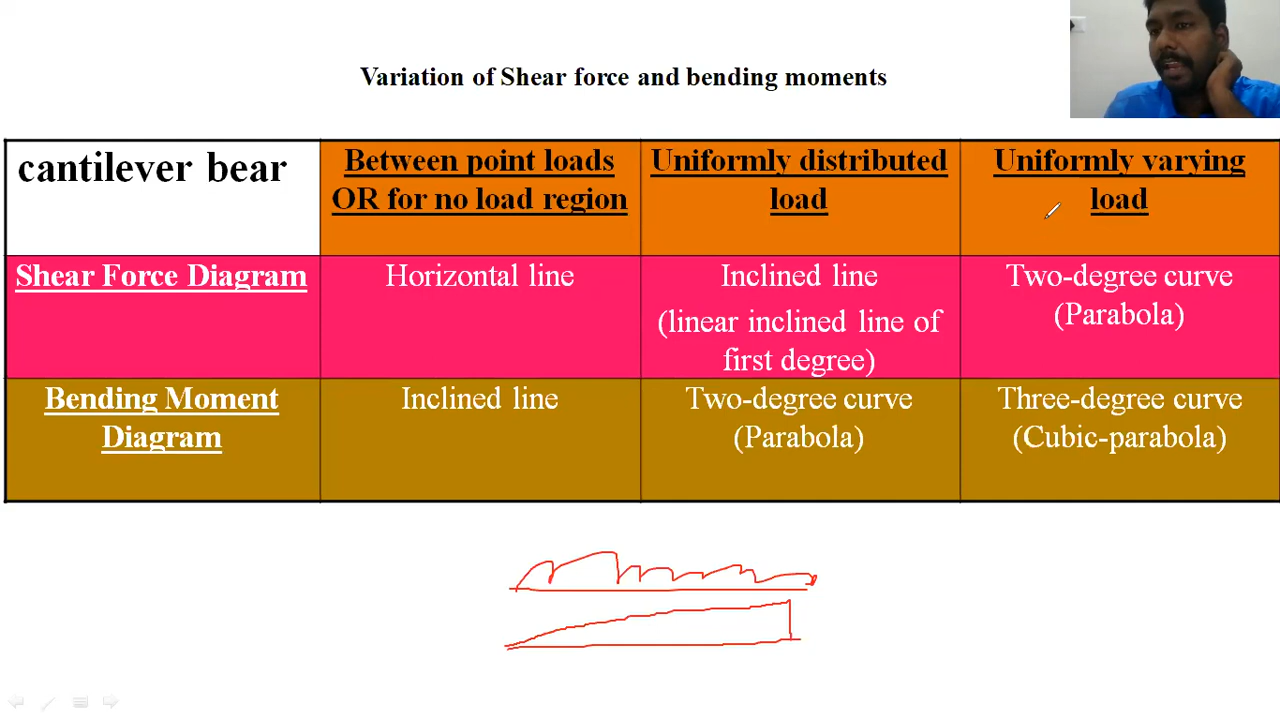 Variation of Shear force and bending moments
cantilever bear
Between point loads
OR for no load region
Uniformly distributed
load
Uniformly varying
load
Shear Force Diagram
Horizontal line
Inclined line
(linear inclined line of
first degree)
Two-degree curve
(Parabola)
Bending Moment
Diagram
Inclined line
Two-degree curve
(Parabola)
Three-degree curve
(Cubic-parabola)